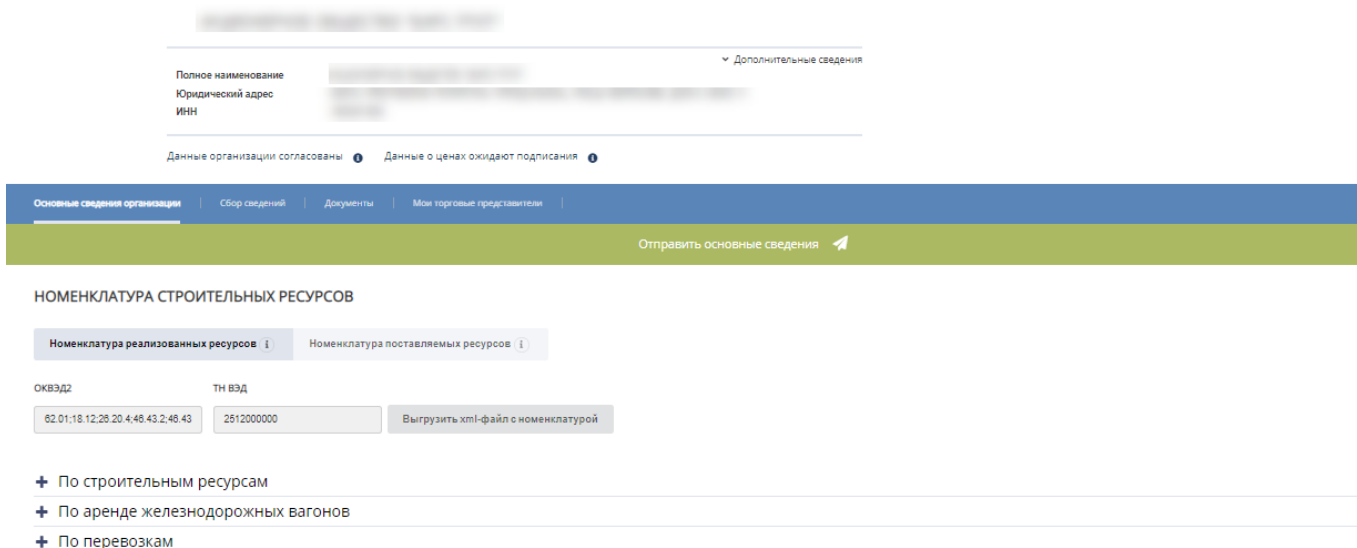 Дополнительные сведения
Полное наименование
Юридический адрес
ИНН
Данные организации согласованы Данные о ценах ожидают подписания
Основные сведения организации | Сбор сведений | Документы | Мои торговые представители |
Отправить основные сведения
НОМЕНКЛАТУРА СТРОИТЕЛЬНЫХ РЕСУРСОВ
Номенклатура реализованных ресурсов i Номенклатура поставляемых ресурсов i
ОКВЭД2 ТН ВЭД
62.01;18.12;26.20.4;46.43.2;46.43 2512000000 Выгрузить xml-файл с номенклатурой
+ По строительным ресурсам
+ По аренде железнодорожных вагонов
+ По перевозкам